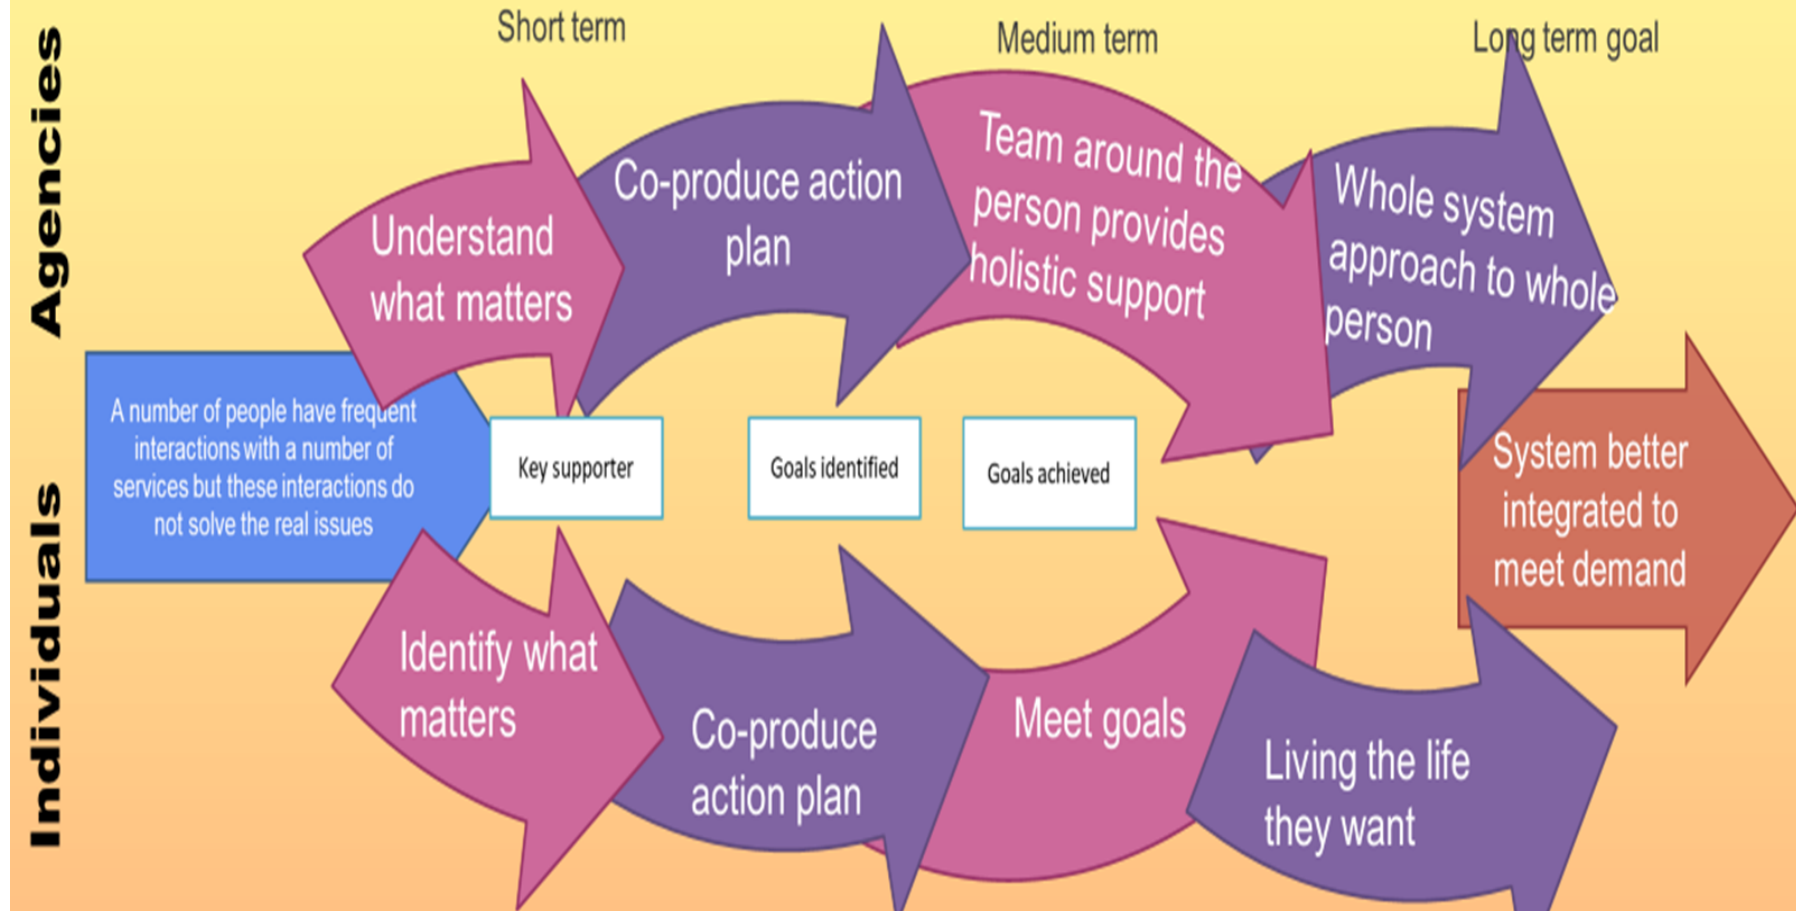 Short term
Medium term
Long term goal
Agencies
Understand
what matters
Co-produce action
plan
Team around the
person provides
holistic support
Whole system
approach to whole
person
A number of people have frequent
interactions with a number of
services but these interactions do
not solve the real issues
Key supporter
Goals identified
Goals achieved
System better
integrated to
meet demand
Individuals
Identify what
matters
Co-produce
action plan
Meet goals
Living the life
they want